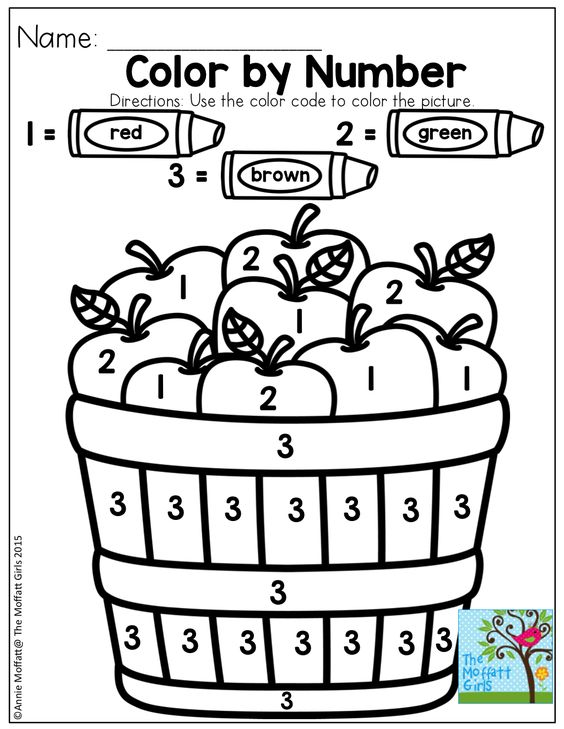 Name: ____________________
Color by Number
Directions: Use the color code to color the picture.
1 = red
2 = green
3 = brown
2
1
2
1
2
1
2
1
1
3
3 3 3 3 3 3 3
3
3 3 3 3 3 3 3
3
©Annie Moffatt@ The Moffatt Girls 2015
The
Moffatt
Girls